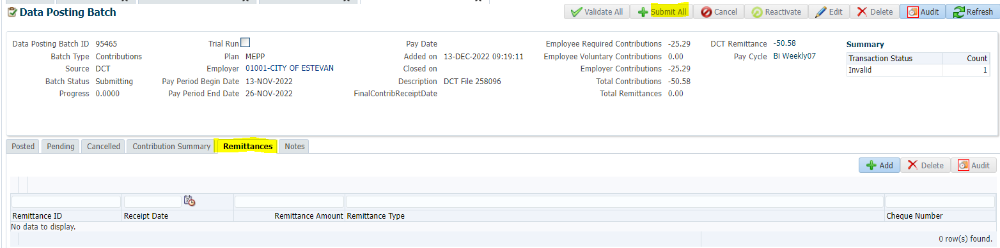 Data Posting Batch
Validate All Submit All Cancel Reactivate Edit Delete Audit Refresh
Data Posting Batch ID 95465 Trial Run Pay Date Employee Required Contributions -25.29 DCT Remittance -50.58 Summary
Batch Type Contributions Plan MEPP Added on 13-DEC-2022 09:19:11 Employee Voluntary Contributions 0.00 Pay Cycle Bi Weekly07 Transaction Status Count
Source DCT Employer 01001-CITY OF ESTEVAN Closed on Employer Contributions -25.29 Invalid 1
Batch Status Submitting Pay Period Begin Date 13-NOV-2022 Description DCT File 258096 Total Contributions -50.58
Progress 0.0000 Pay Period End Date 26-NOV-2022 FinalContribReceiptDate Total Remittances 0.00
Posted Pending Cancelled Contribution Summary Remittances Notes
Add Delete Audit
Remittance ID Receipt Date Remittance Amount Remittance Type Cheque Number
No data to display.
0 row(s) found.